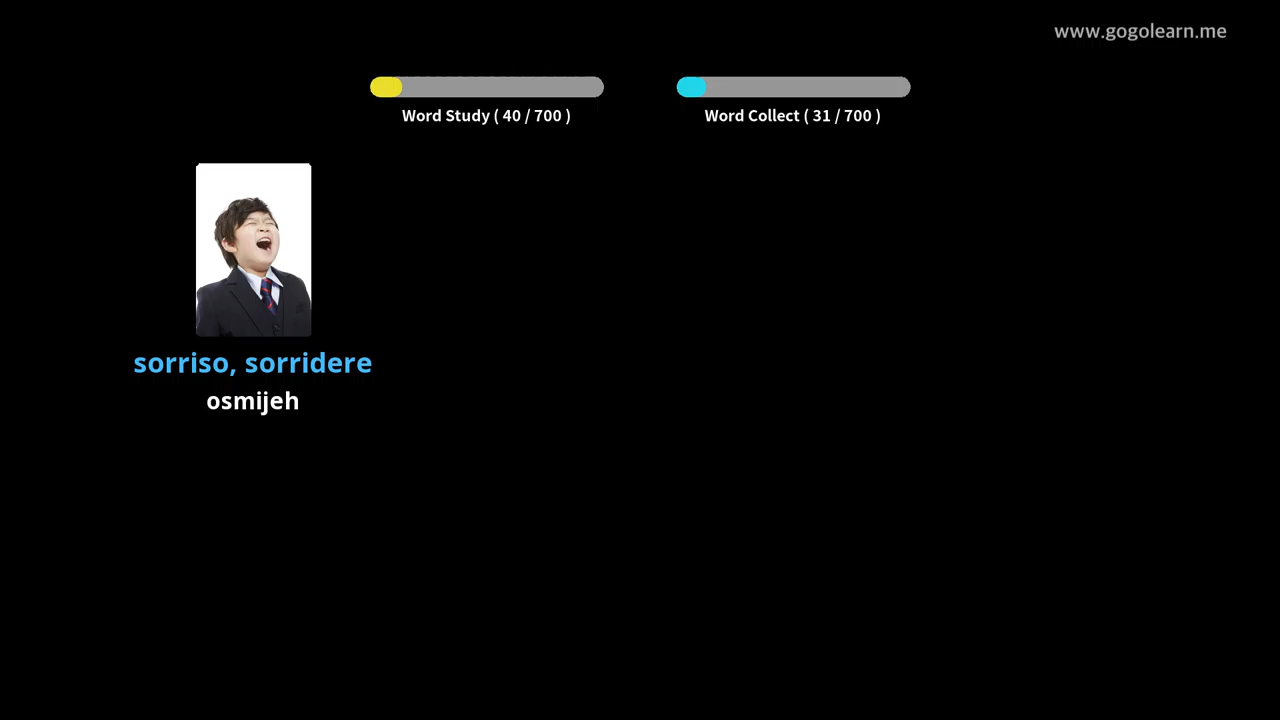 www.gogolearn.me
Word Study ( 40 / 700 )
Word Collect ( 31 / 700 )
sorriso, sorridere
osmijeh